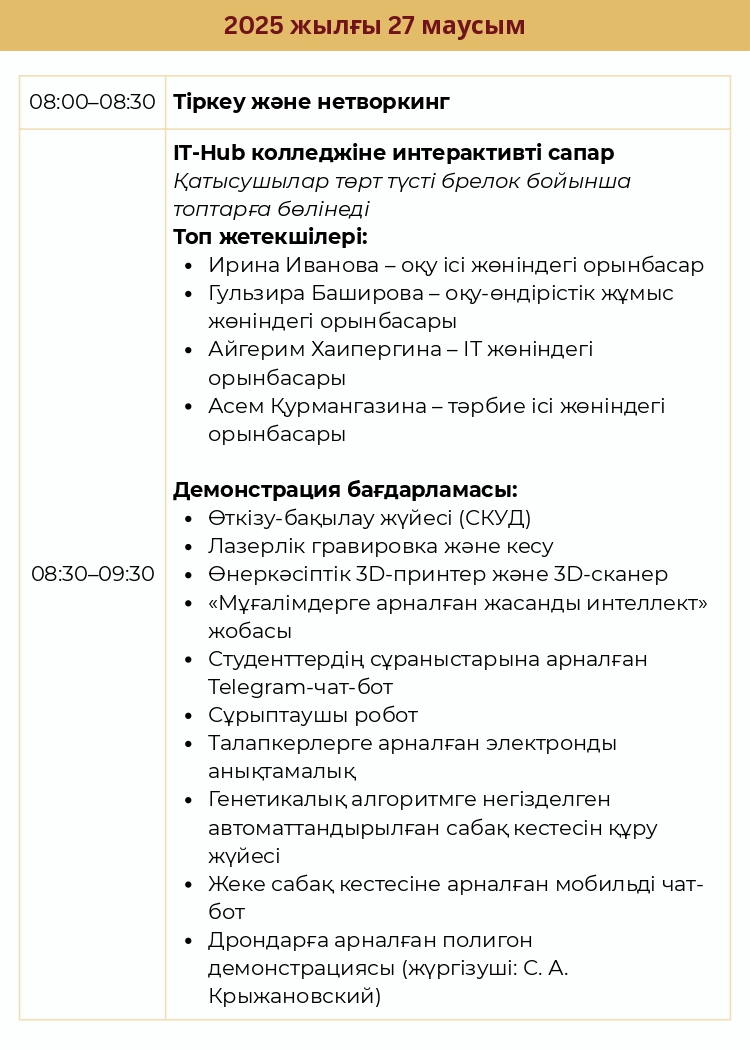 2025 жылғы 27 маусым
08:00–08:30
Тіркеу және нетворкинг
08:30–09:30
IT-Hub колледжіне интерактивті сапар
Қатысушылар төрт түсті брелок бойынша
топтарға бөлінеді
Топ жетекшілері:
• Ирина Иванова – оқу ісі жөніндегі орынбасар
• Гульзира Баширова – оқу-өндірістік жұмыс
жөніндегі орынбасары
• Айгерим Хаипергина – IT жөніндегі
орынбасары
• Асем Құрмангазина – тәрбие ісі жөніндегі
орынбасары
Демонстрация бағдарламасы:
• Өткізу-бақылау жүйесі (СКУД)
• Лазерлік гравировка және кесу
• Өнеркәсіптік 3D-принтер және 3D-сканер
• «Мұғалімдерге арналған жасанды интеллект»
жобасы
• Студенттердің сұраныстарына арналған
Telegram-чат-бот
• Сұрыптаушы робот
• Талапкерлерге арналған электронды
анықтамалық
• Генетикалық алгоритмге негізделген
автоматтандырылған сабақ кестесін құру
жүйесі
• Жеке сабақ кестесіне арналған мобильді чат-
бот
• Дрондарға арналған полигон
демонстрациясы (жүргізуші: С. А.
Крыжановский)